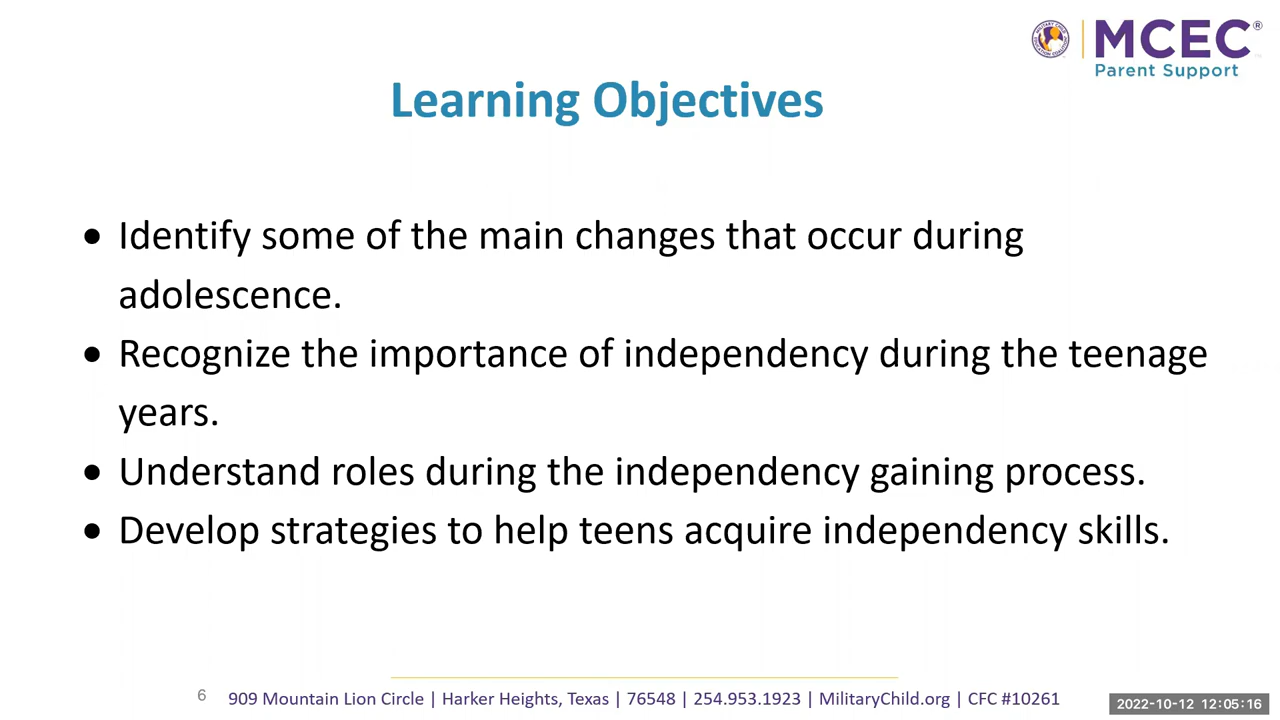 MCEC®
Parent Support
Learning Objectives
• Identify some of the main changes that occur during
adolescence.
• Recognize the importance of independency during the teenage
years.
• Understand roles during the independency gaining process.
• Develop strategies to help teens acquire independency skills.
6
909 Mountain Lion Circle | Harker Heights, Texas | 76548 | 254.953.1923 | MilitaryChild.org | CFC #10261
2022-10-12 12:05:16